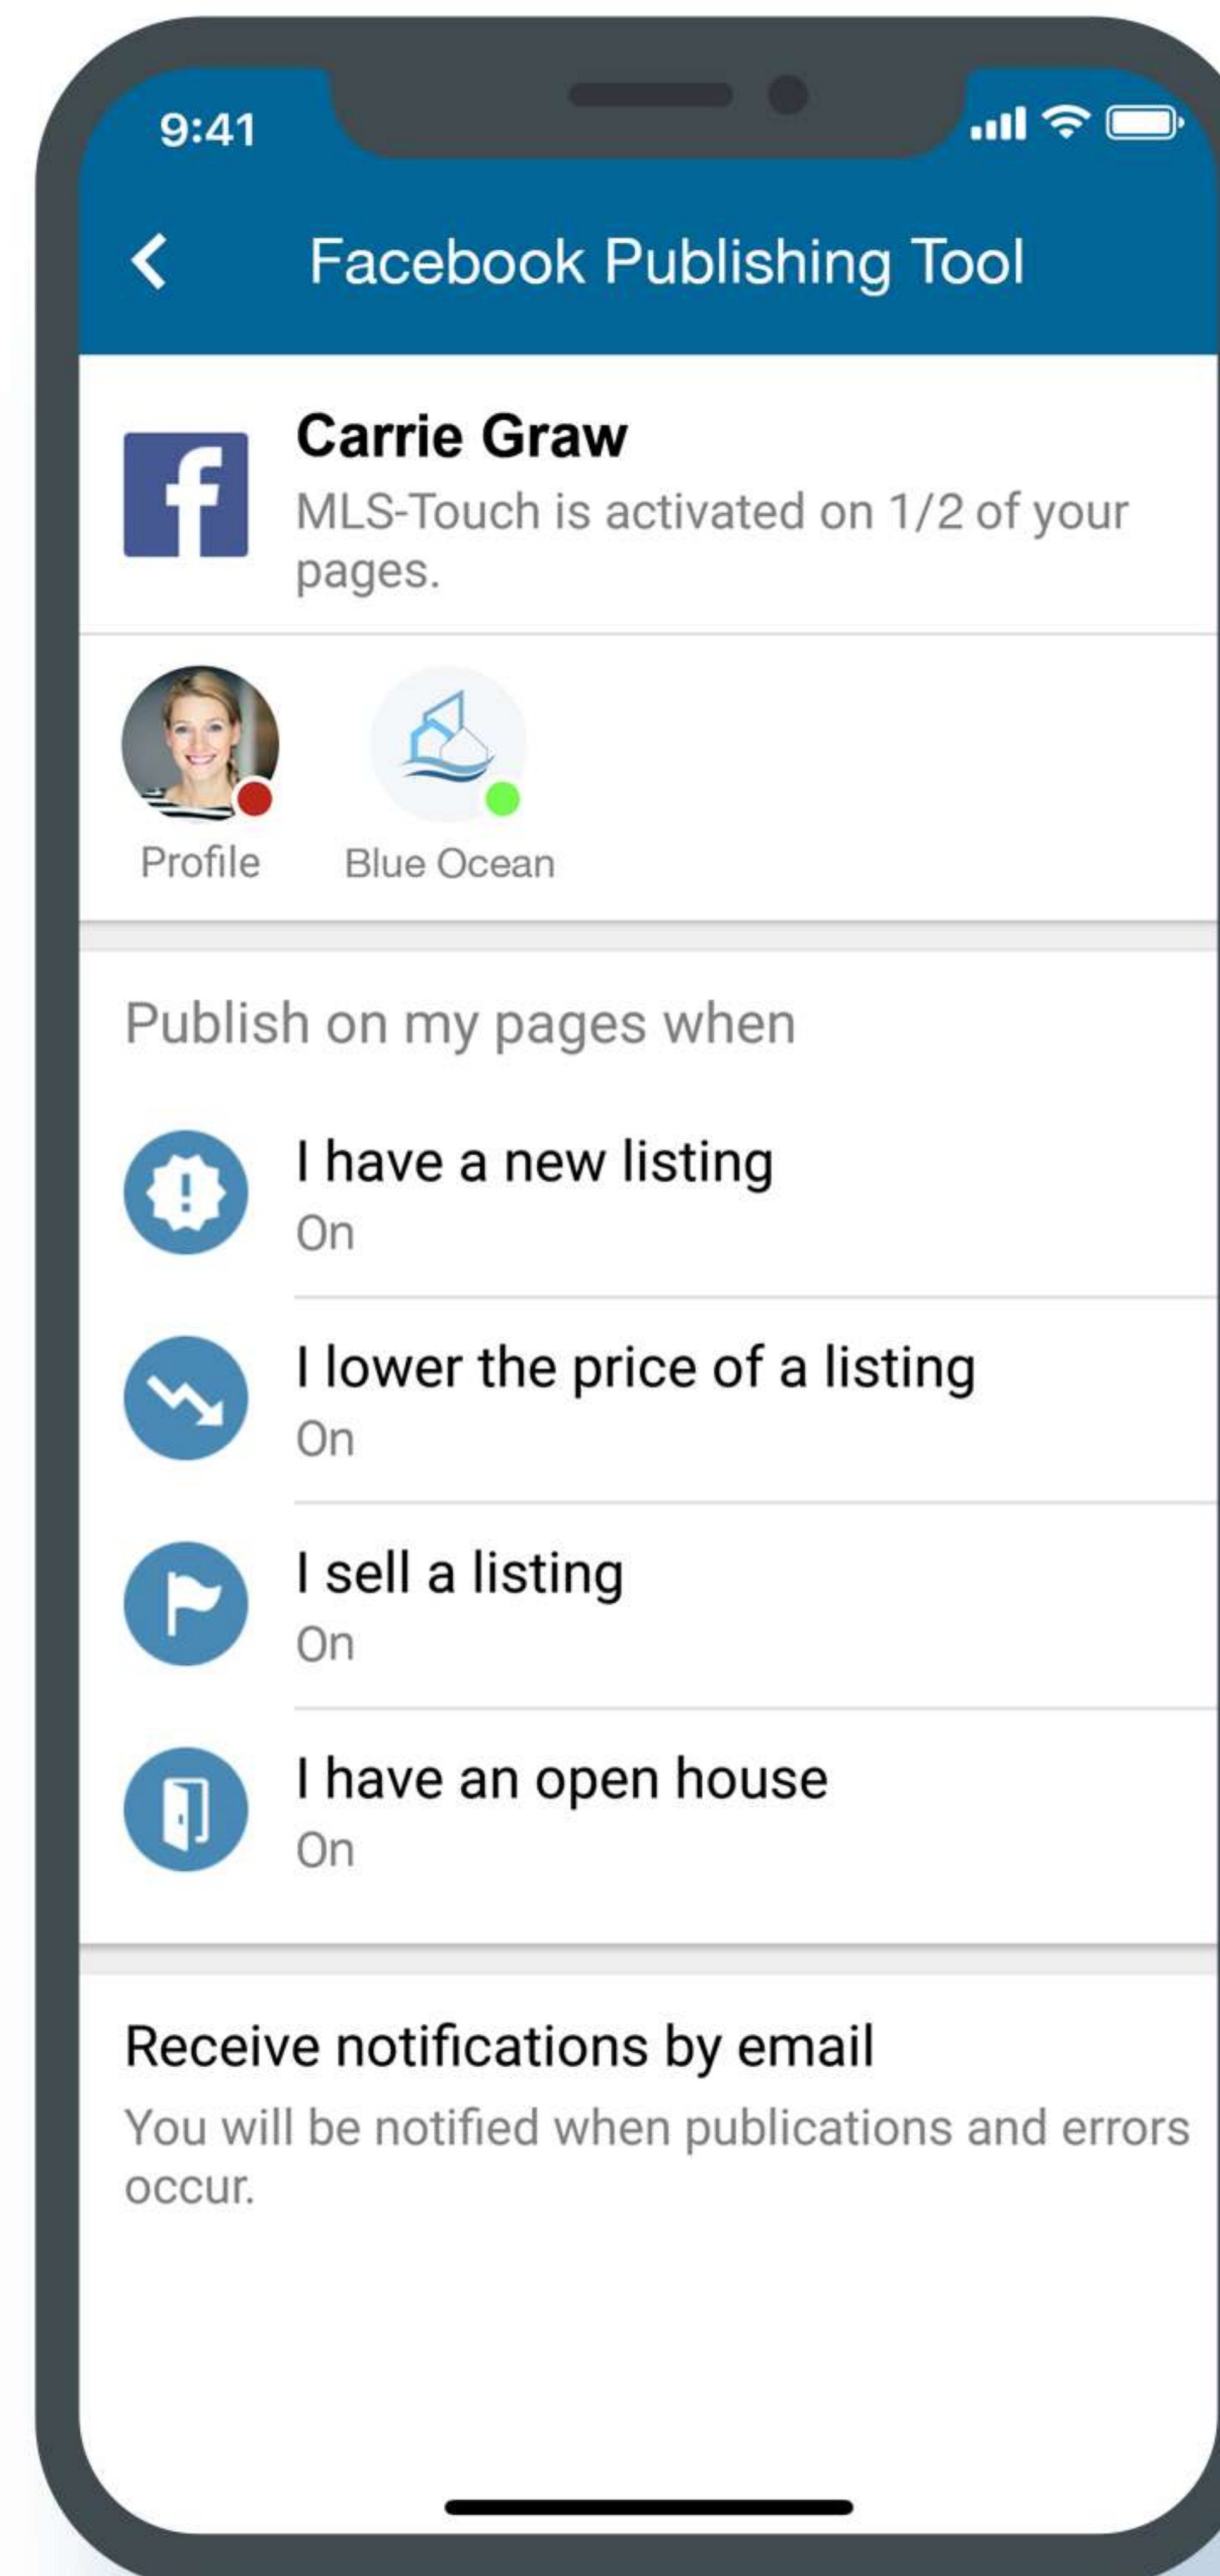 9:41
Facebook Publishing Tool
Carrie Graw
MLS-Touch is activated on 1/2 of your
pages.
Profile
Blue Ocean
Publish on my pages when
I have a new listing
On
I lower the price of a listing
On
I sell a listing
On
I have an open house
On
Receive notifications by email
You will be notified when publications and errors
occur.